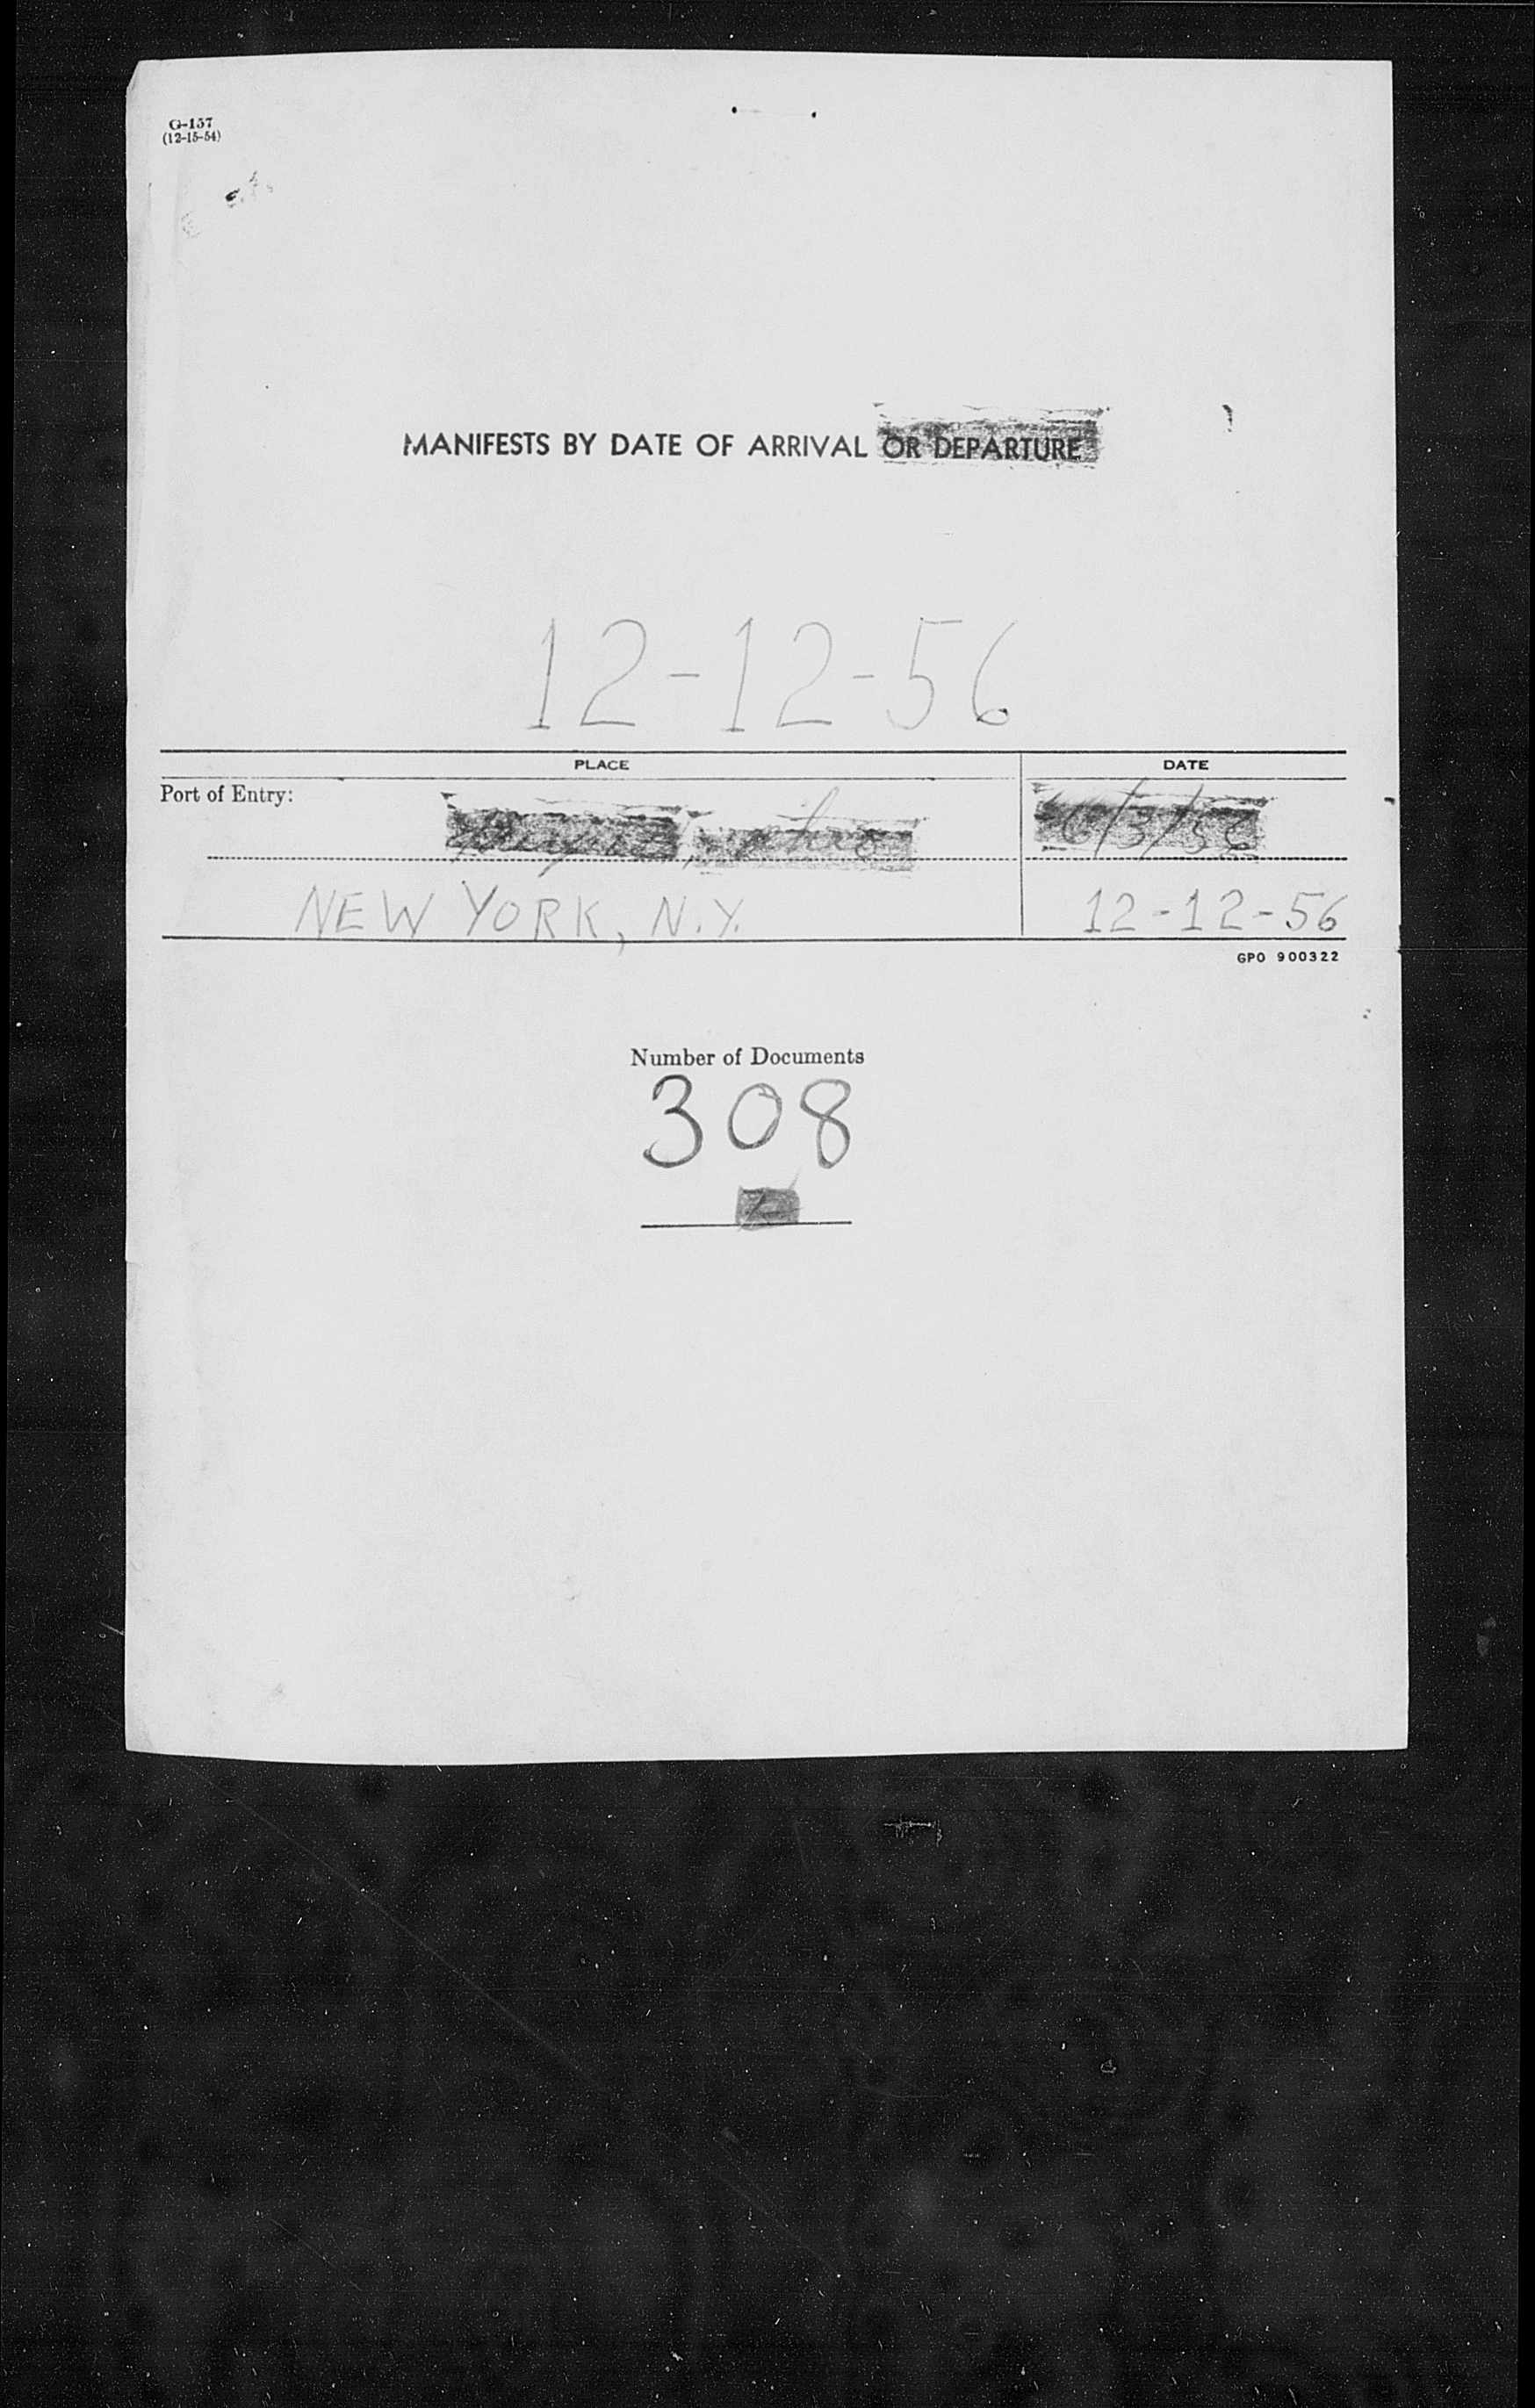 G-157
(12-15-54)
MANIFESTS BY DATE OF ARRIVAL OR DEPARTURE
12-12-56
PLACE DATE
Port of Entry:
NEW YORK, N.Y. 12-12-56
GPO 900322
Number of Documents
308